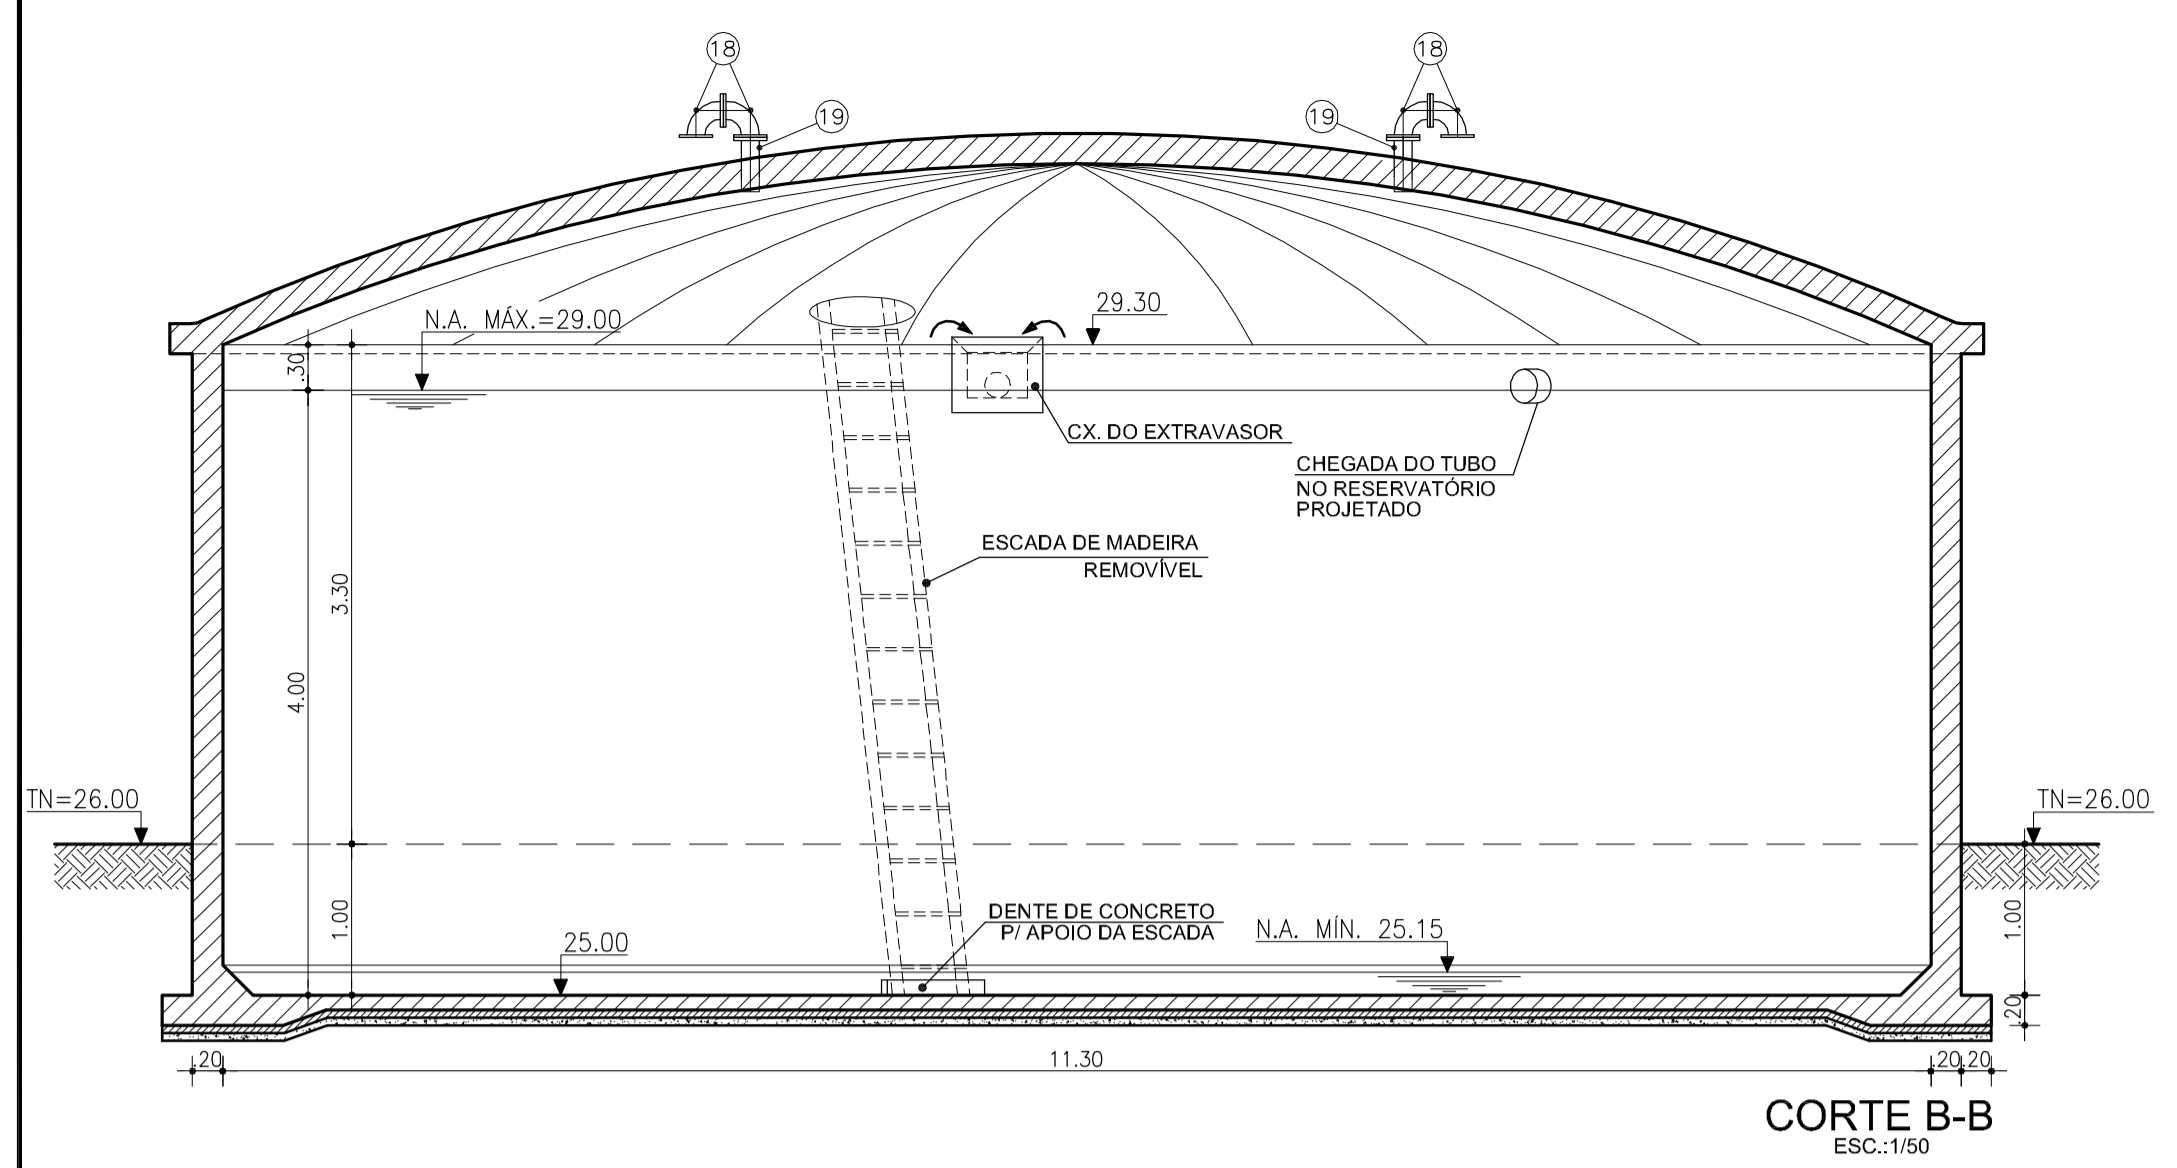 18
18
19
19
N.A. MÁX.=29.00
29.30
.30
CX. DO EXTRAVASOR
CHEGADA DO TUBO
NO RESERVATÓRIO
PROJETADO
ESCADA DE MADEIRA
REMOVÍVEL
3.30
4.00
TN=26.00
TN=26.00
DENTE DE CONCRETO
P/ APOIO DA ESCADA
N.A. MÍN. 25.15
1.00
1.00
25.00
.20
.20
11.30
.20
.20
CORTE B-B
ESC.:1/50